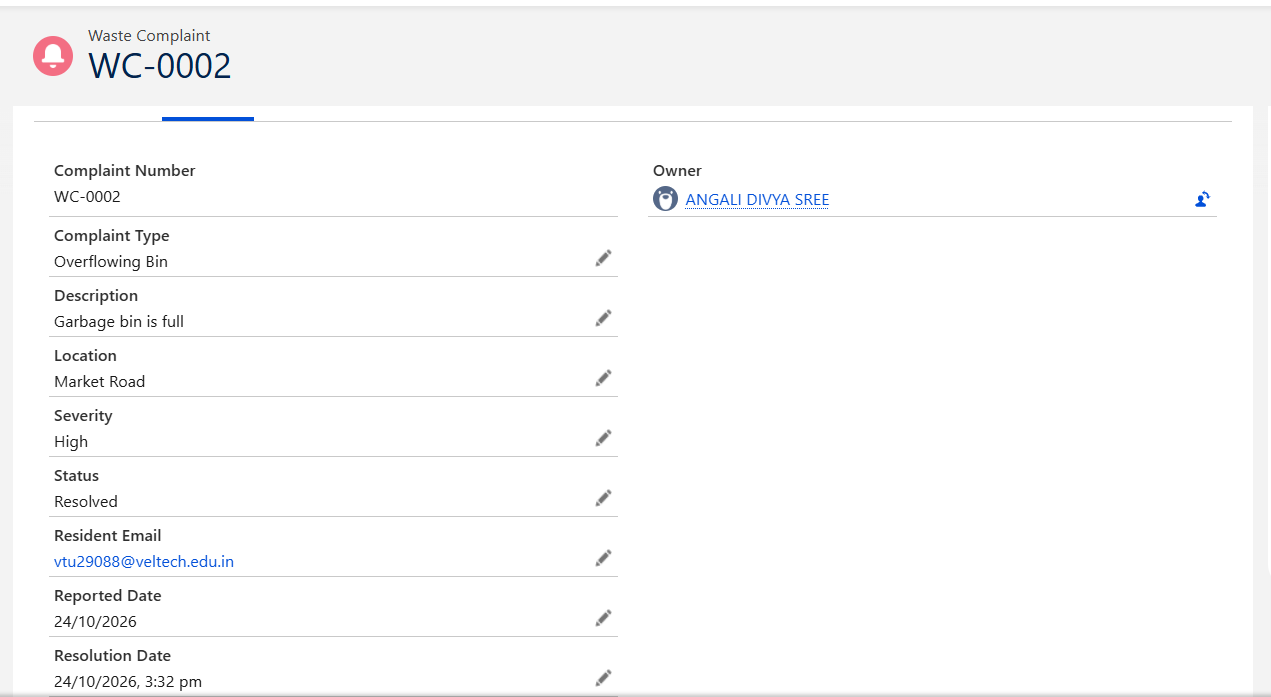 Waste Complaint
WC-0002
Complaint Number
WC-0002
Owner
ANGALI DIVYA SREE
Complaint Type
Overflowing Bin
Description
Garbage bin is full
Location
Market Road
Severity
High
Status
Resolved
Resident Email
vtu29088@veltech.edu.in
Reported Date
24/10/2026
Resolution Date
24/10/2026, 3:32 pm